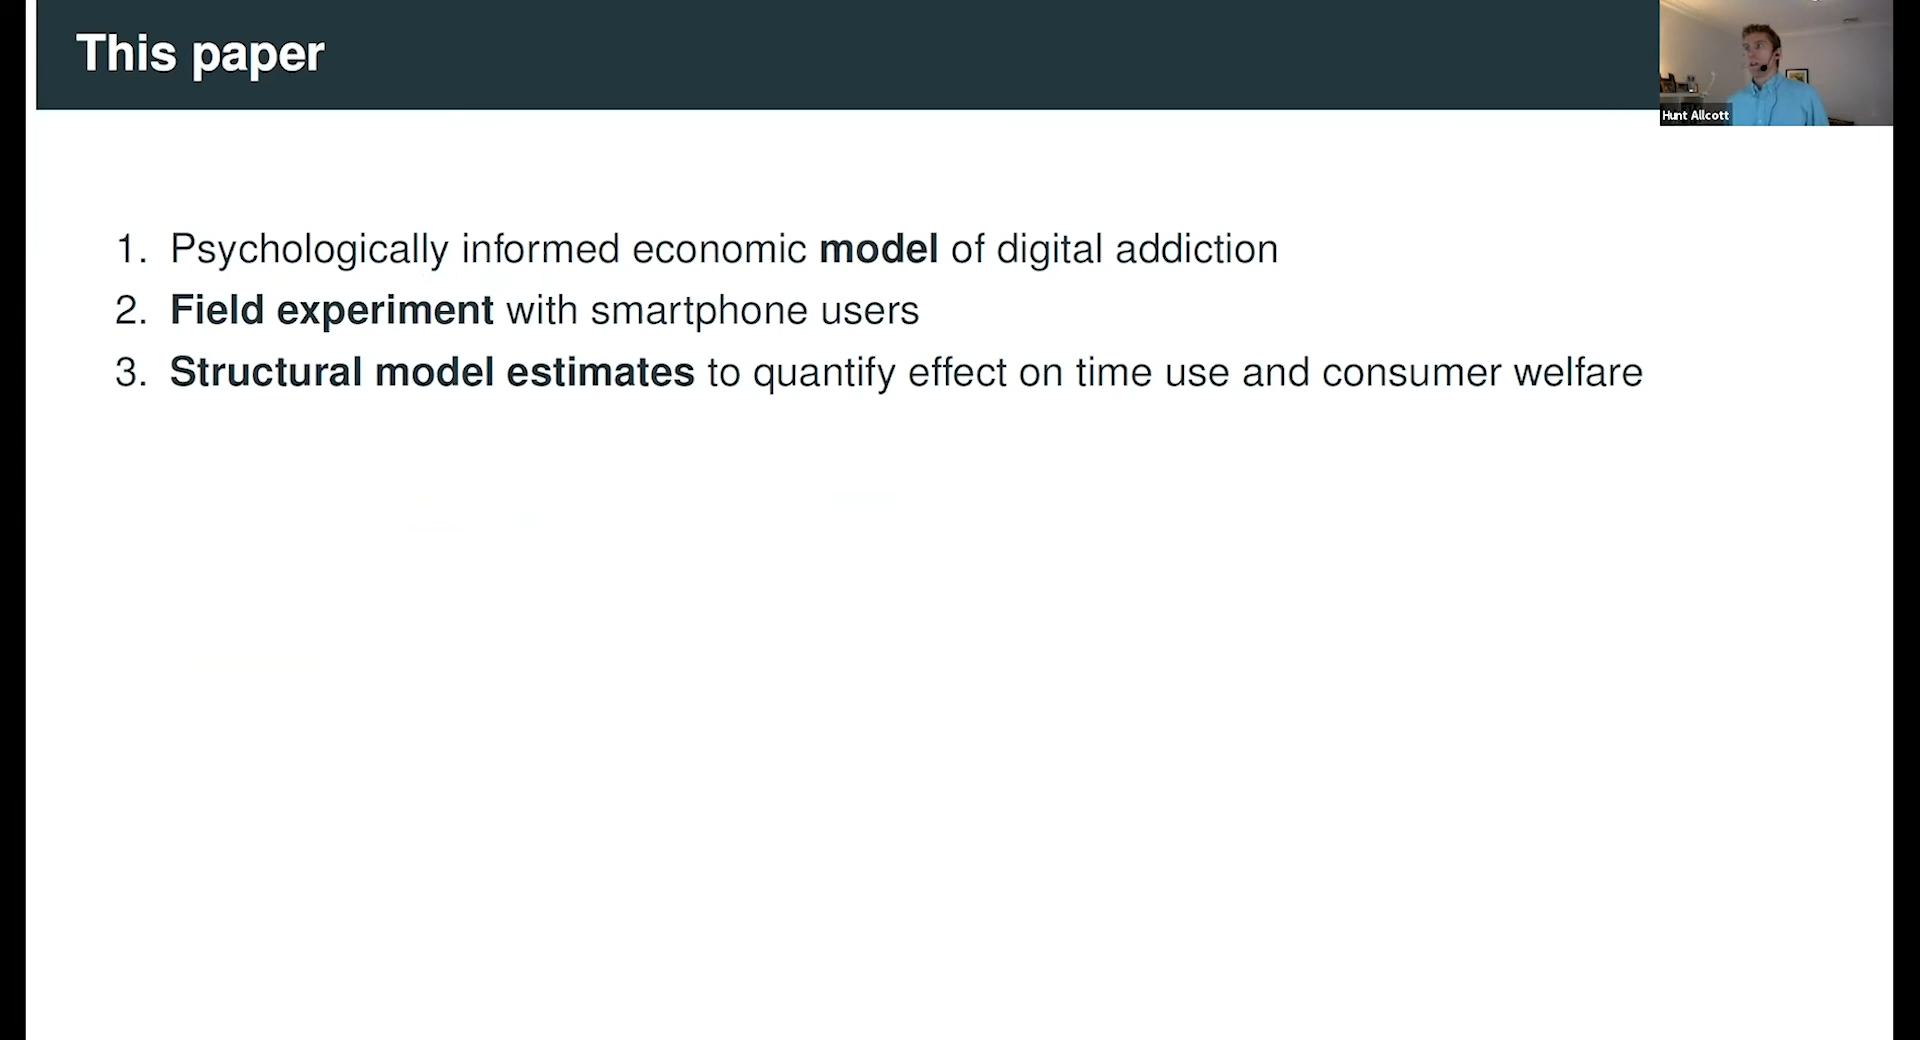 This paper
Hunt Allcott
1. Psychologically informed economic model of digital addiction
2. Field experiment with smartphone users
3. Structural model estimates to quantify effect on time use and consumer welfare